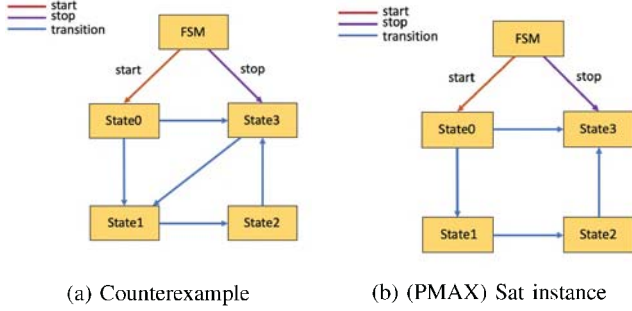 start
stop
transition
FSM
start
stop
State0
State3
State1
State2
(a) Counterexample
start
stop
transition
FSM
start
stop
State0
State3
State1
State2
(b) (PMAX) Sat instance